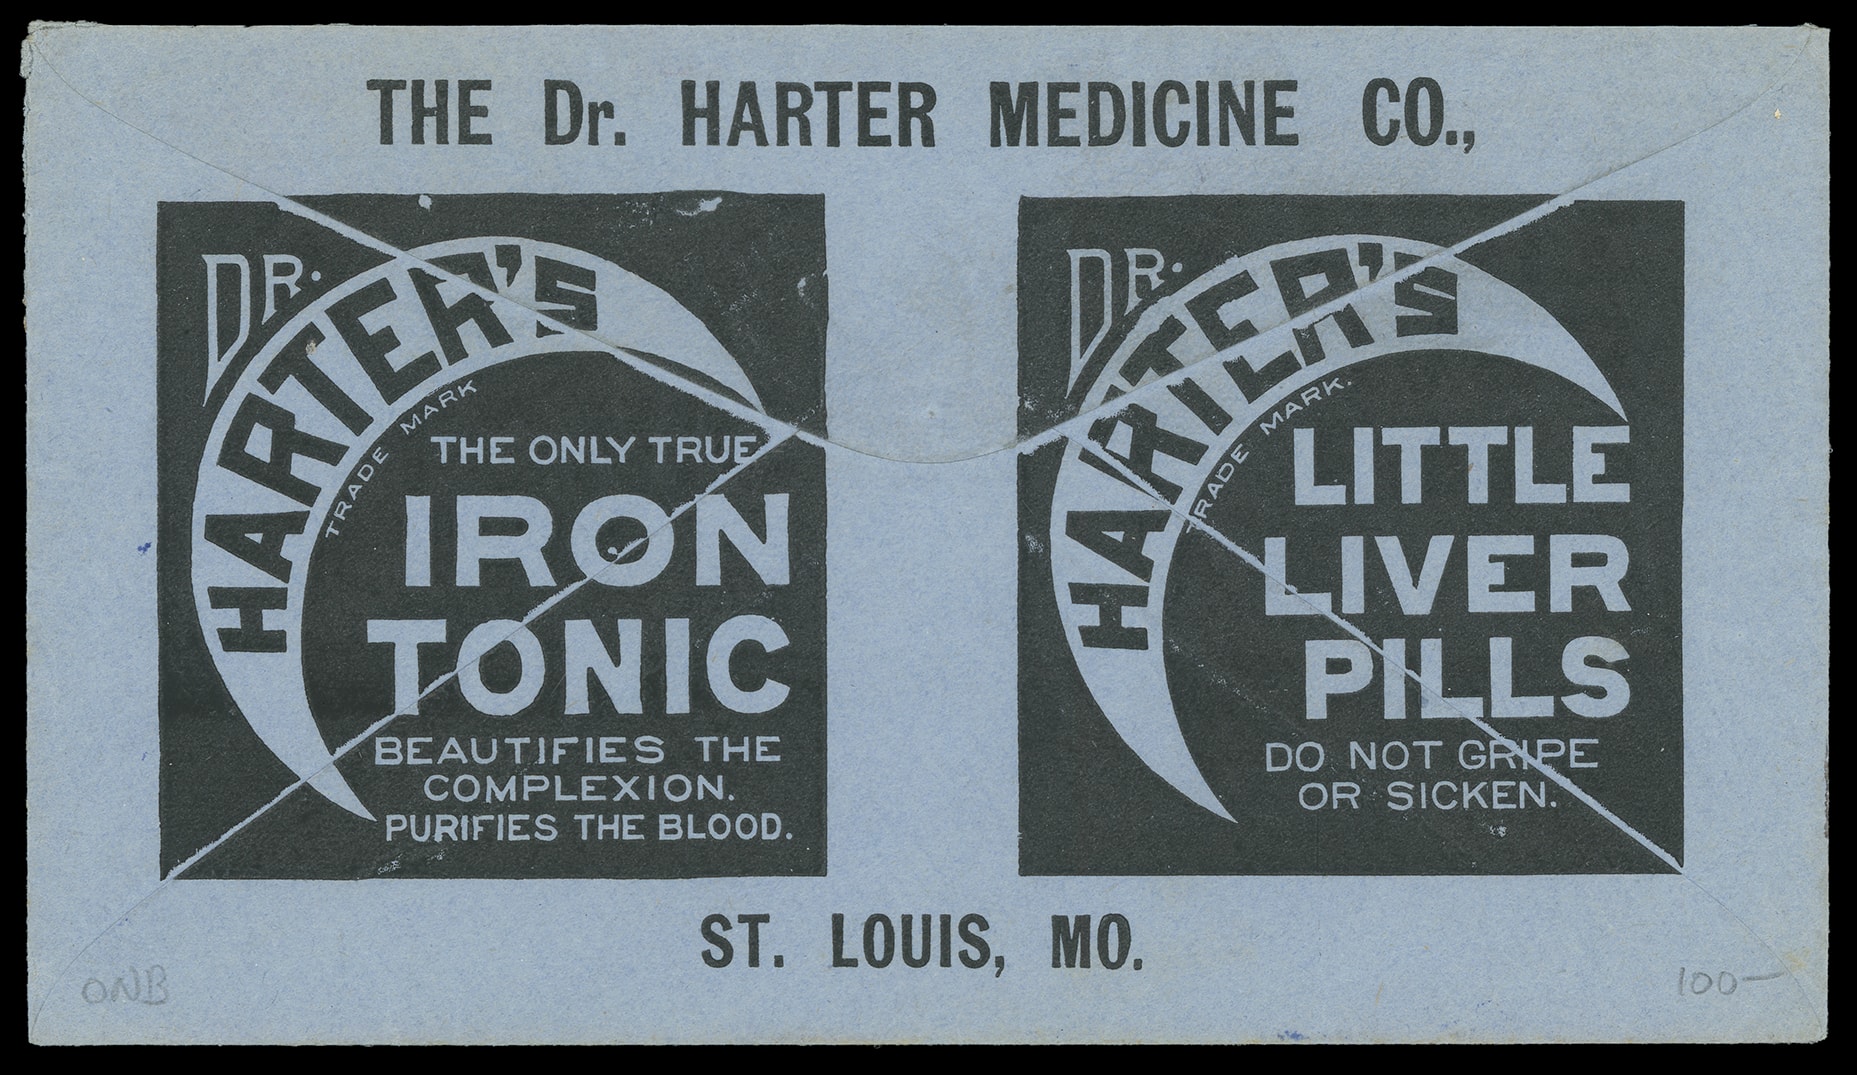 THE Dr. HARTER MEDICINE CO.,
DR.
HARTER'S
TRADE MARK
THE ONLY TRUE
IRON
TONIC
BEAUTIFIES THE
COMPLEXION.
PURIFIES THE BLOOD.
DR.
HARTER'S
TRADE MARK.
LITTLE
LIVER
PILLS
DO NOT GRIPE
OR SICKEN.
ST. LOUIS, MO.
ONB
100-